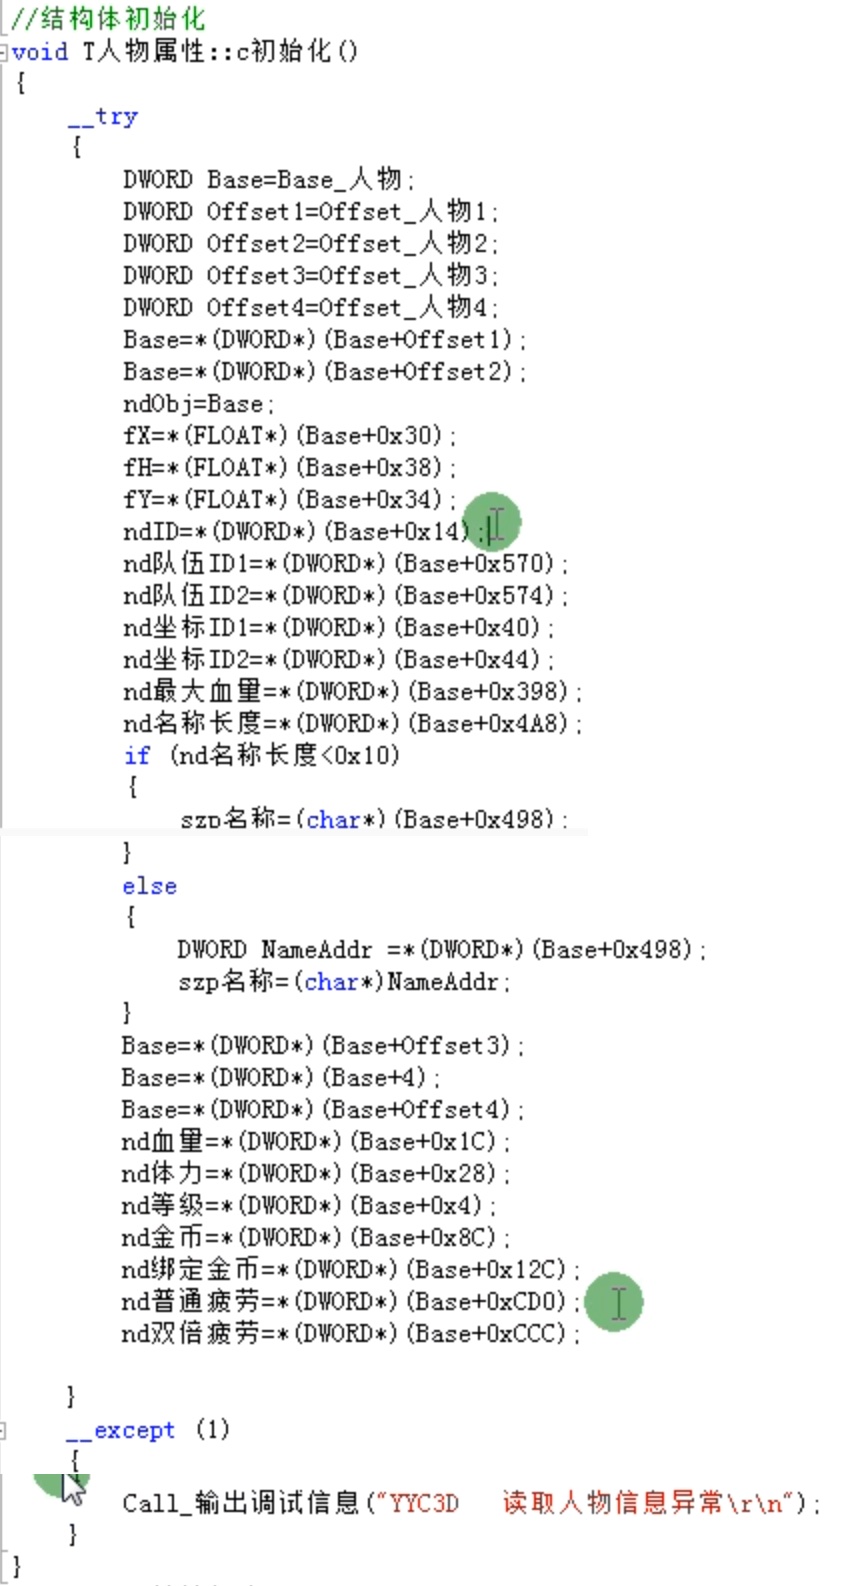 //结构体初始化
void T人物属性::c初始化()
{
__try
{
DWORD Base=Base_人物;
DWORD Offset1=Offset_人物1;
DWORD Offset2=Offset_人物2;
DWORD Offset3=Offset_人物3;
DWORD Offset4=Offset_人物4;
Base=*(DWORD*)(Base+Offset1);
Base=*(DWORD*)(Base+Offset2);
ndObj=Base;
fX=*(FLOAT*)(Base+0x30);
fH=*(FLOAT*)(Base+0x38);
fY=*(FLOAT*)(Base+0x34);
ndID=*(DWORD*)(Base+0x14);
nd队伍ID1=*(DWORD*)(Base+0x570);
nd队伍ID2=*(DWORD*)(Base+0x574);
nd坐标ID1=*(DWORD*)(Base+0x40);
nd坐标ID2=*(DWORD*)(Base+0x44);
nd最大血量=*(DWORD*)(Base+0x398);
nd名称长度=*(DWORD*)(Base+0x4A8);
if (nd名称长度<0x10)
{
szp名称=(char*)(Base+0x498);
}
else
{
DWORD NameAddr =*(DWORD*)(Base+0x498);
szp名称=(char*)NameAddr;
}
Base=*(DWORD*)(Base+Offset3);
Base=*(DWORD*)(Base+4);
Base=*(DWORD*)(Base+Offset4);
nd血量=*(DWORD*)(Base+0x1C);
nd体力=*(DWORD*)(Base+0x28);
nd等级=*(DWORD*)(Base+0x4);
nd金币=*(DWORD*)(Base+0x8C);
nd绑定金币=*(DWORD*)(Base+0x12C);
nd普通疲劳=*(DWORD*)(Base+0xCD0);
nd双倍疲劳=*(DWORD*)(Base+0xCCC);
}
__except (1)
{
Call_输出调试信息("YYC3D   读取人物信息异常\r\n");
}
}